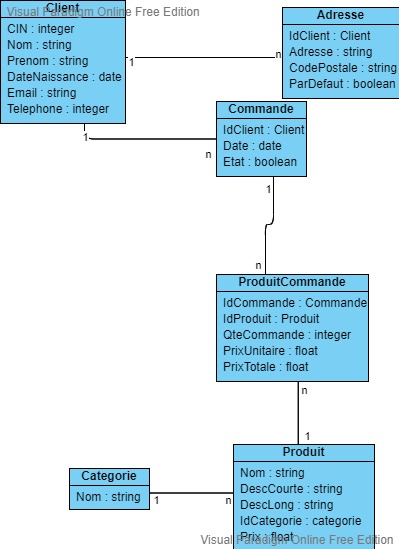 Visual Paradigm Online Free Edition
Client
CIN : integer
Nom : string
Prenom : string
DateNaissance : date
Email : string
Telephone : integer
Adresse
IdClient : Client
Adresse : string
CodePostale : string
ParDefaut : boolean
1
n
Commande
IdClient : Client
Date : date
Etat : boolean
1
n
1
n
ProduitCommande
IdCommande : Commande
IdProduit : Produit
QteCommande : integer
PrixUnitaire : float
PrixTotale : float
n
1
Produit
Nom : string
DescCourte : string
DescLong : string
IdCategorie : categorie
Prix : float
Categorie
Nom : string
1
n
Visual Paradigm Online Free Edition